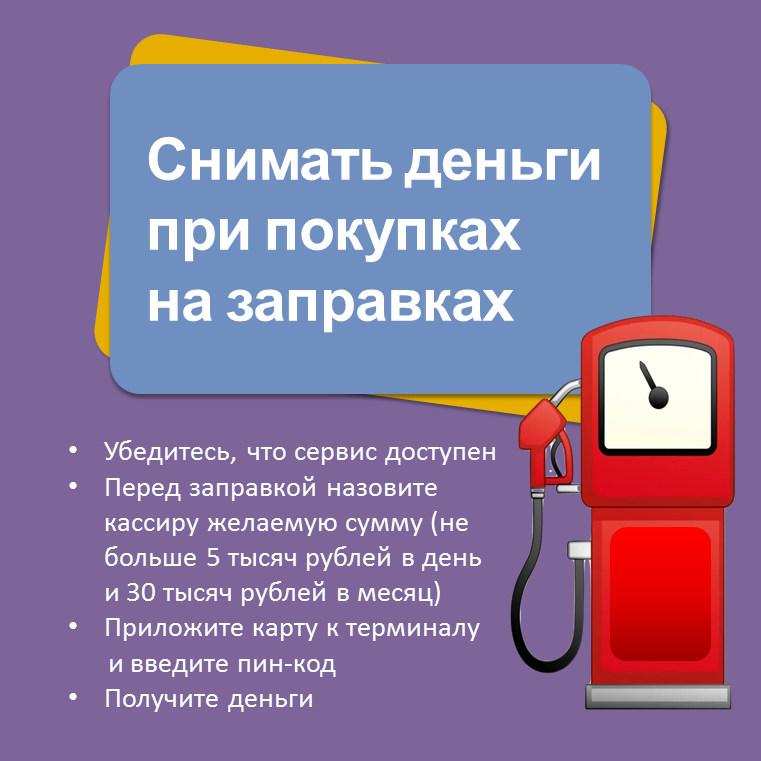 Снимать деньги
при покупках
на заправках
• Убедитесь, что сервис доступен
• Перед заправкой назовите
кассиру желаемую сумму (не
больше 5 тысяч рублей в день
и 30 тысяч рублей в месяц)
• Приложите карту к терминалу
и введите пин-код
• Получите деньги